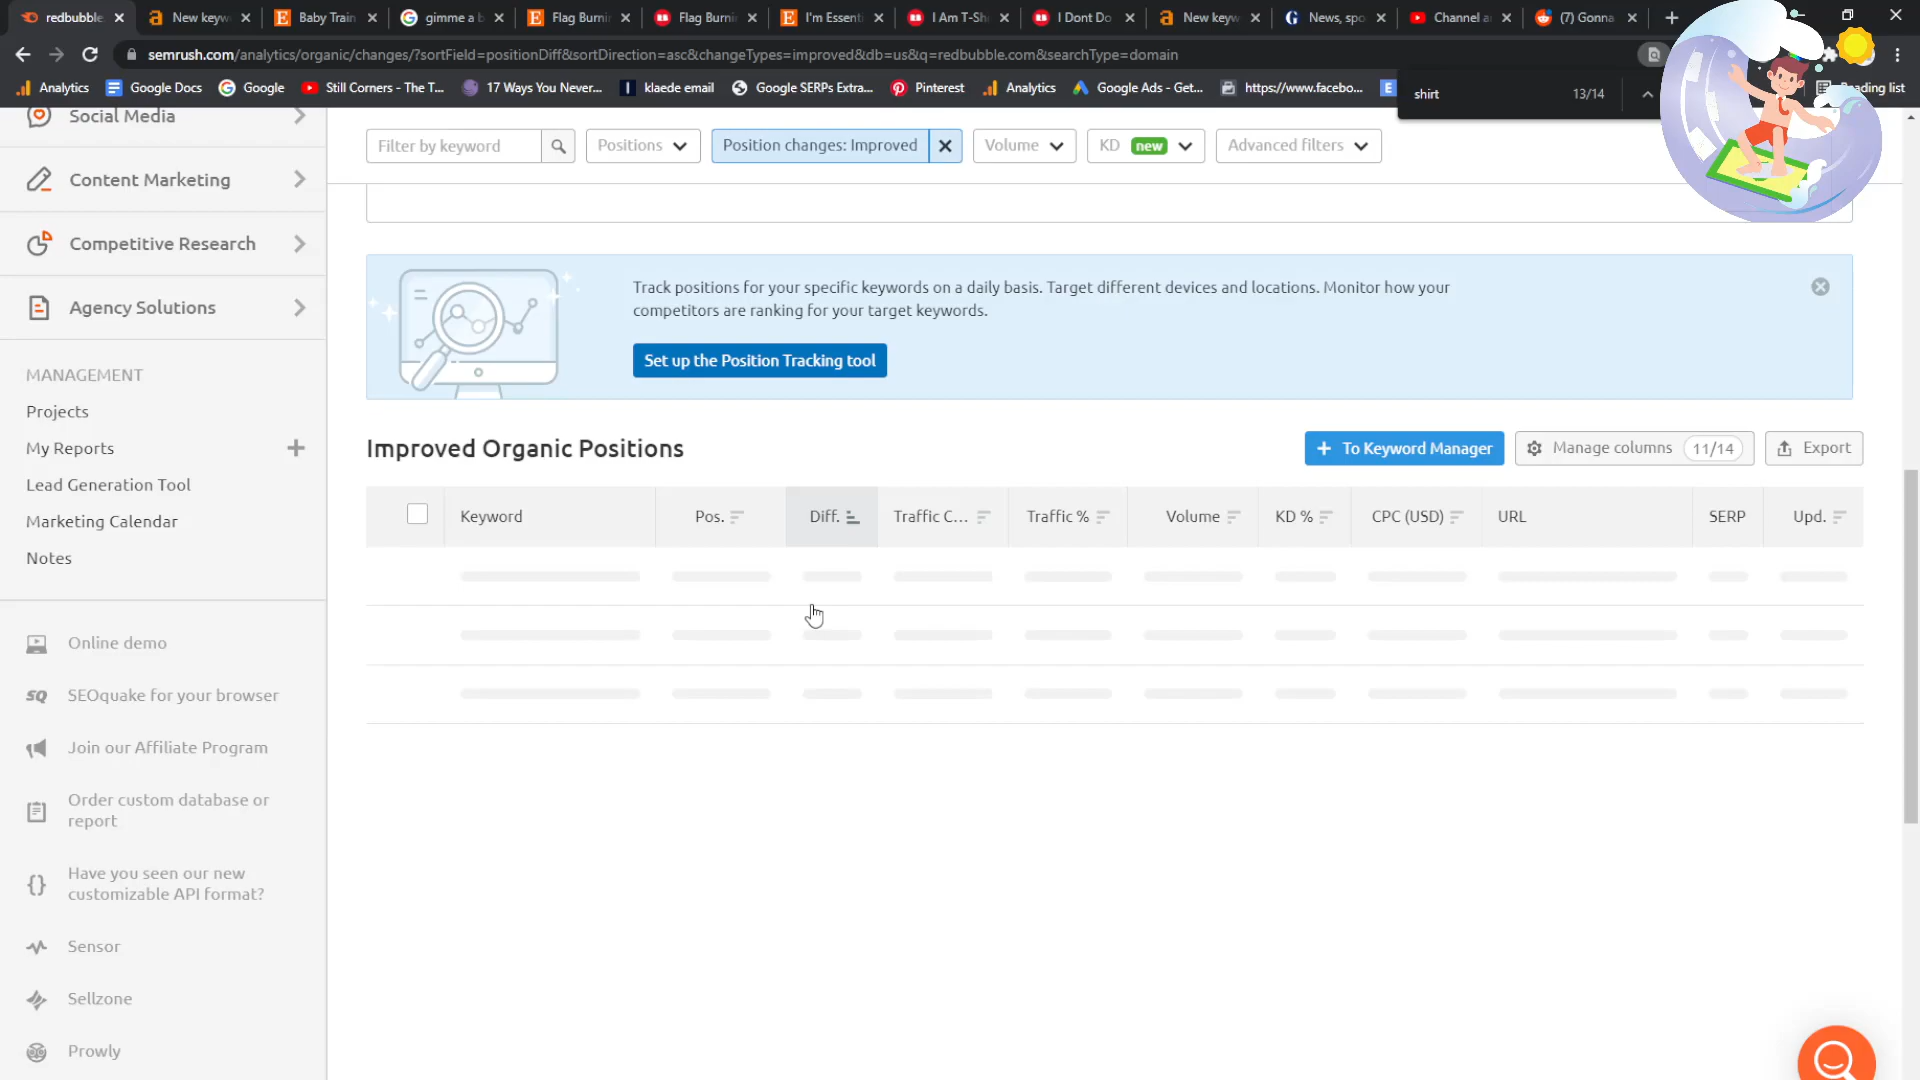 redbubble.
New keyw
Baby Train
gimme a b
Flag Burnin
Flag Burnin
I'm Essenti
I Am T-Sh
I Dont Do
New keyw
News, spo
Channel a
(7) Gonna
semrush.com/analytics/organic/changes/?sortField=positionDiff&sortDirection=asc&changeTypes=improved&db=us&q=redbubble.com&searchType=domain
Analytics
Google Docs
Google
Still Corners - The T...
17 Ways You Never...
klaede email
Google SERPs Extra...
Pinterest
Analytics
Google Ads - Get...
https://www.facebo...
E
shirt
13/14
ading list
Social Media
Content Marketing
Competitive Research
Agency Solutions
MANAGEMENT
Projects
My Reports
Lead Generation Tool
Marketing Calendar
Notes
Online demo
SQ
SEOquake for your browser
Join our Affiliate Program
Order custom database or
report
Have you seen our new
customizable API format?
Sensor
Sellzone
Prowly
Filter by keyword
Positions
Position changes: Improved
Volume
KD new
Advanced filters
Track positions for your specific keywords on a daily basis. Target different devices and locations. Monitor how your
competitors are ranking for your target keywords.
Set up the Position Tracking tool
Improved Organic Positions
+ To Keyword Manager
Manage columns 11/14
Export
Keyword
Pos.
Diff.
Traffic C...
Traffic %
Volume
KD %
CPC (USD)
URL
SERP
Upd.